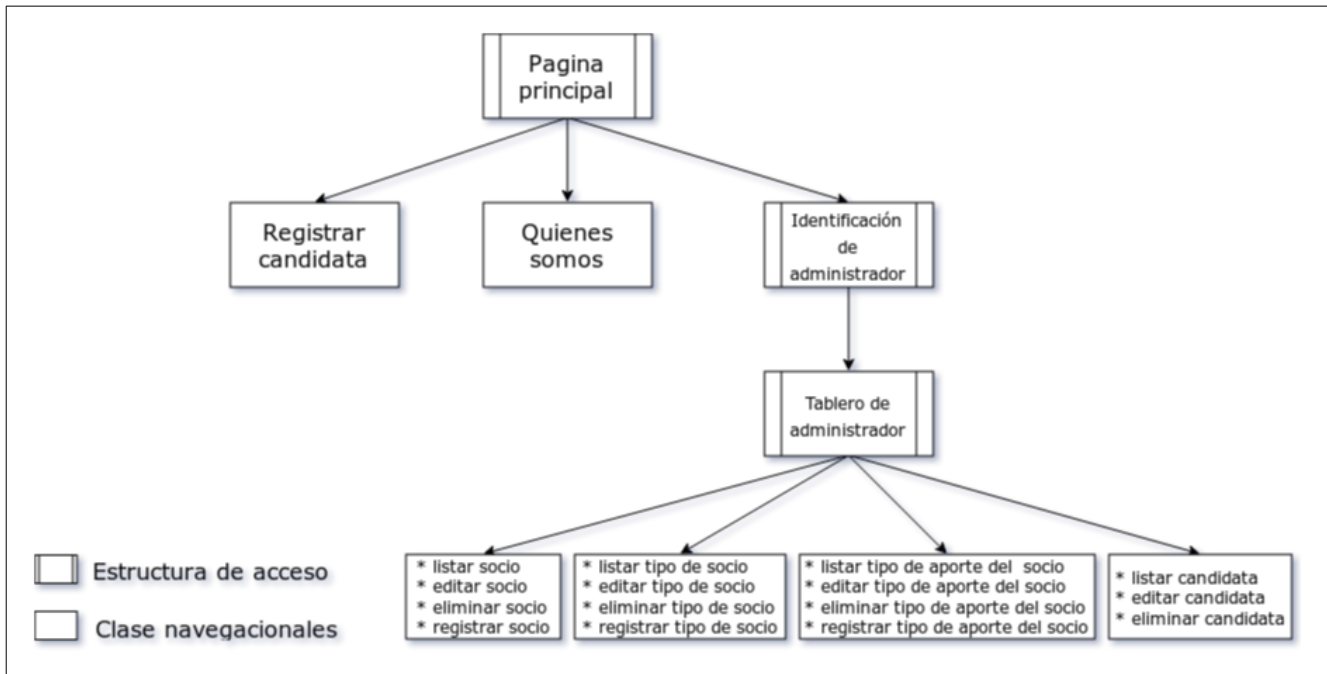 Pagina
principal
Registrar
candidata
Quienes
somos
Identificación
de
administrador
Tablero de
administrador
Estructura de acceso
Clase navegacionales
* listar socio
* editar socio
* eliminar socio
* registrar socio
* listar tipo de socio
* editar tipo de socio
* eliminar tipo de socio
* registrar tipo de socio
* listar tipo de aporte del socio
* editar tipo de aporte del socio
* eliminar tipo de aporte del socio
* registrar tipo de aporte del socio
* listar candidata
* editar candidata
* eliminar candidata